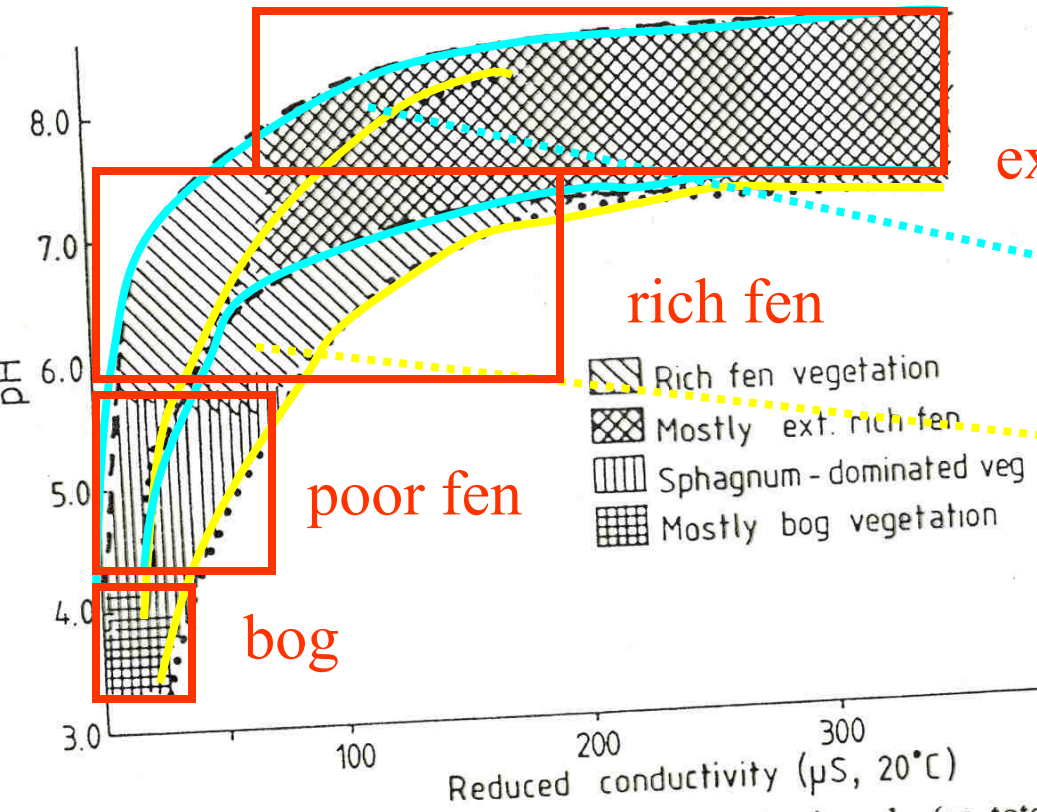 8.0
7.0
6.0
5.0
4.0
3.0
pH
ex
rich fen
poor fen
bog
Rich fen vegetation
Mostly ext. rich fen
Sphagnum-dominated veg
Mostly bog vegetation
100
200
300
Reduced conductivity (µS, 20°C)